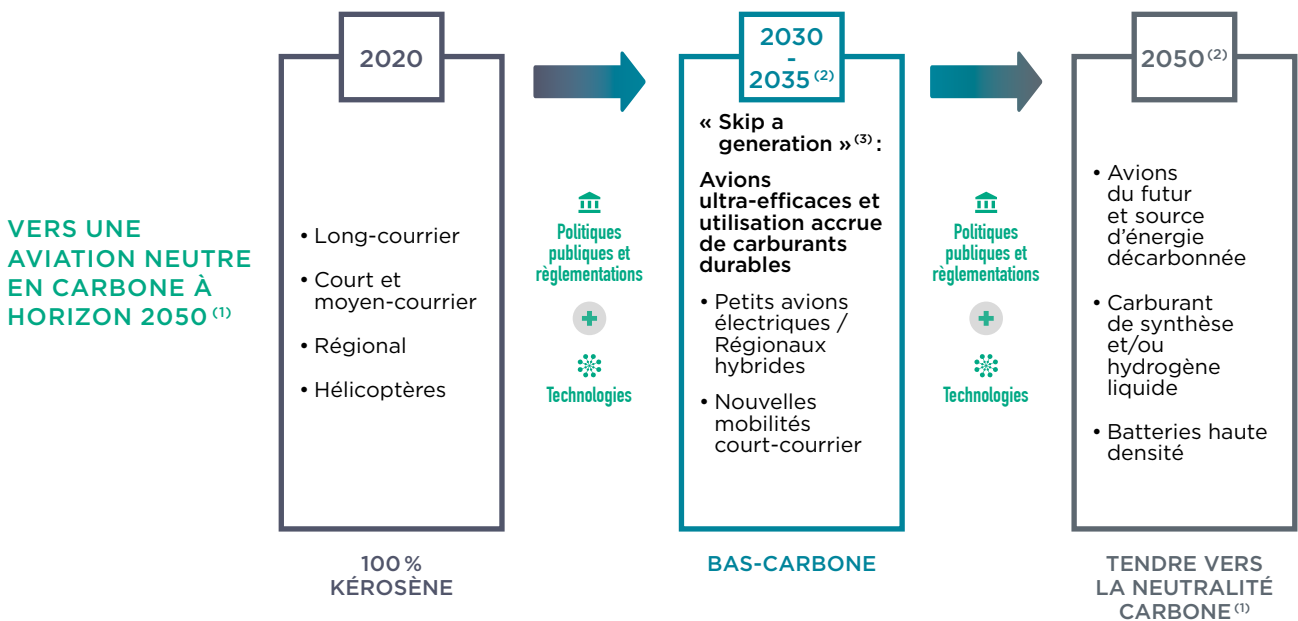 VERS UNE
AVIATION NEUTRE
EN CARBONE À
HORIZON 2050 (1)
2020
• Long-courrier
• Court et
moyen-courrier
• Régional
• Hélicoptères
100 %
KÉROSÈNE
Politiques
publiques et
règlementations
+
Technologies
2030
-
2035 (2)
« Skip a
generation » (3) :
Avions
ultra-efficaces et
utilisation accrue
de carburants
durables
• Petits avions
électriques /
Régionaux
hybrides
• Nouvelles
mobilités
court-courrier
BAS-CARBONE
Politiques
publiques et
règlementations
+
Technologies
2050 (2)
• Avions
du futur
et source
d'énergie
décarbonnée
• Carburant
de synthèse
et/ou
hydrogène
liquide
• Batteries haute
densité
TENDRE VERS
LA NEUTRALITÉ
CARBONE (1)